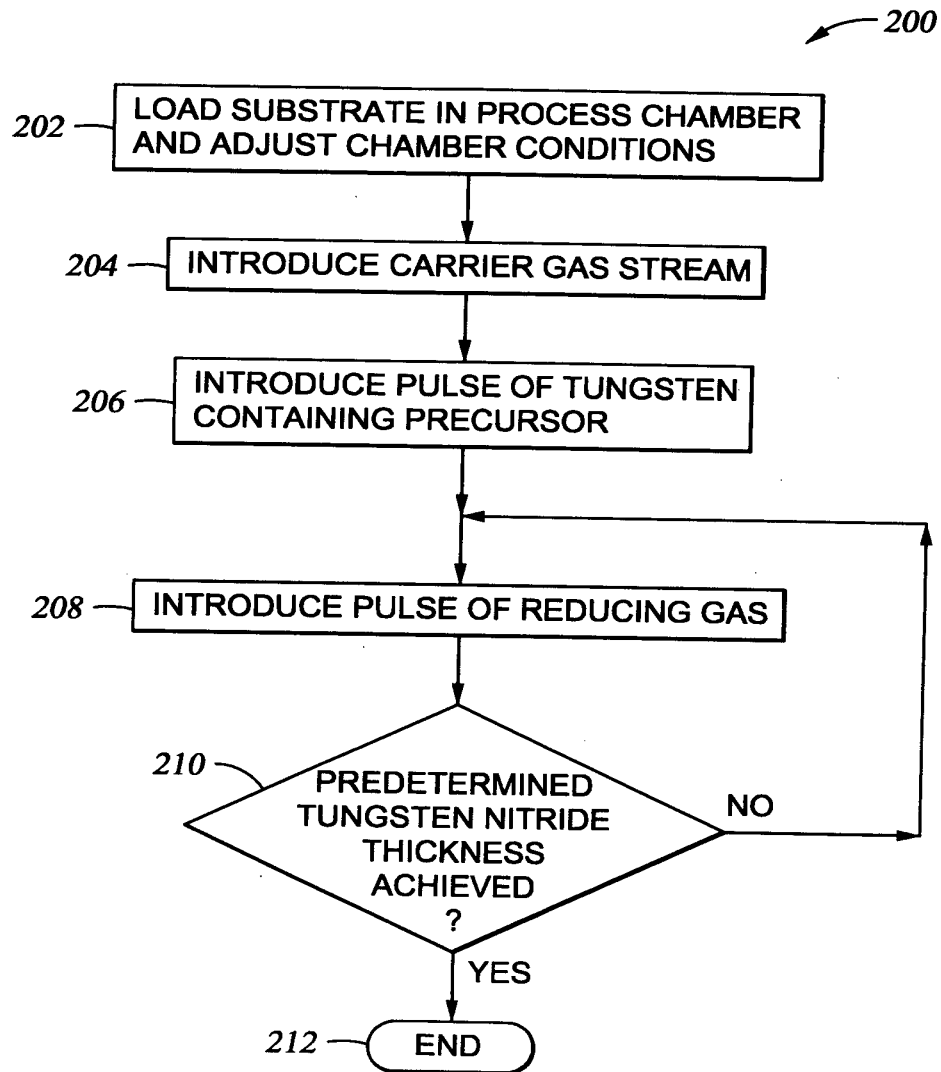 200
202
LOAD SUBSTRATE IN PROCESS CHAMBER
AND ADJUST CHAMBER CONDITIONS
204
INTRODUCE CARRIER GAS STREAM
206
INTRODUCE PULSE OF TUNGSTEN
CONTAINING PRECURSOR
208
INTRODUCE PULSE OF REDUCING GAS
210
PREDETERMINED
TUNGSTEN NITRIDE
THICKNESS
ACHIEVED
?
NO
YES
212
END